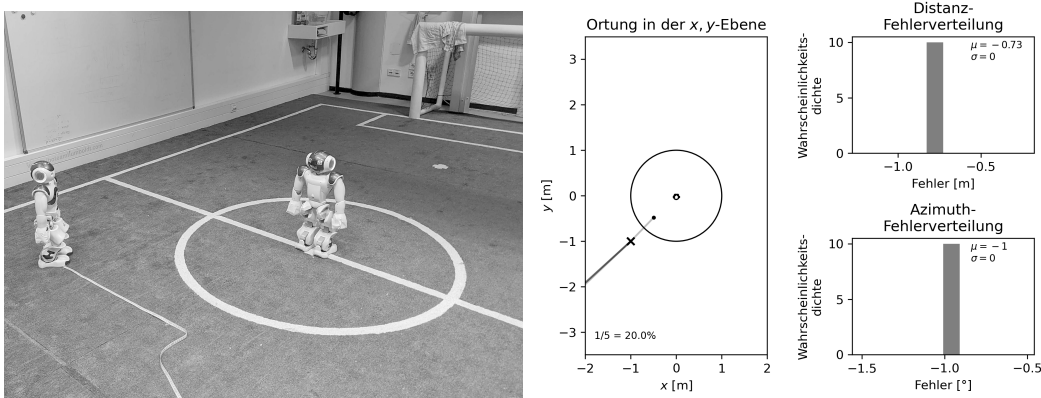 Ortung in der x, y-Ebene
y [m]
3
2
1
0
−1
−2
−3
1/5 = 20.0%
−2 −1 0 1 2
x [m]
Distanz-
Fehlerverteilung
Wahrscheinlichkeits-
dichte
10
5
0
μ = −0.73
σ = 0
−1.0 −0.5
Fehler [m]
Azimuth-
Fehlerverteilung
Wahrscheinlichkeits-
dichte
10
5
0
μ = −1
σ = 0
−1.5 −1.0 −0.5
Fehler [°]